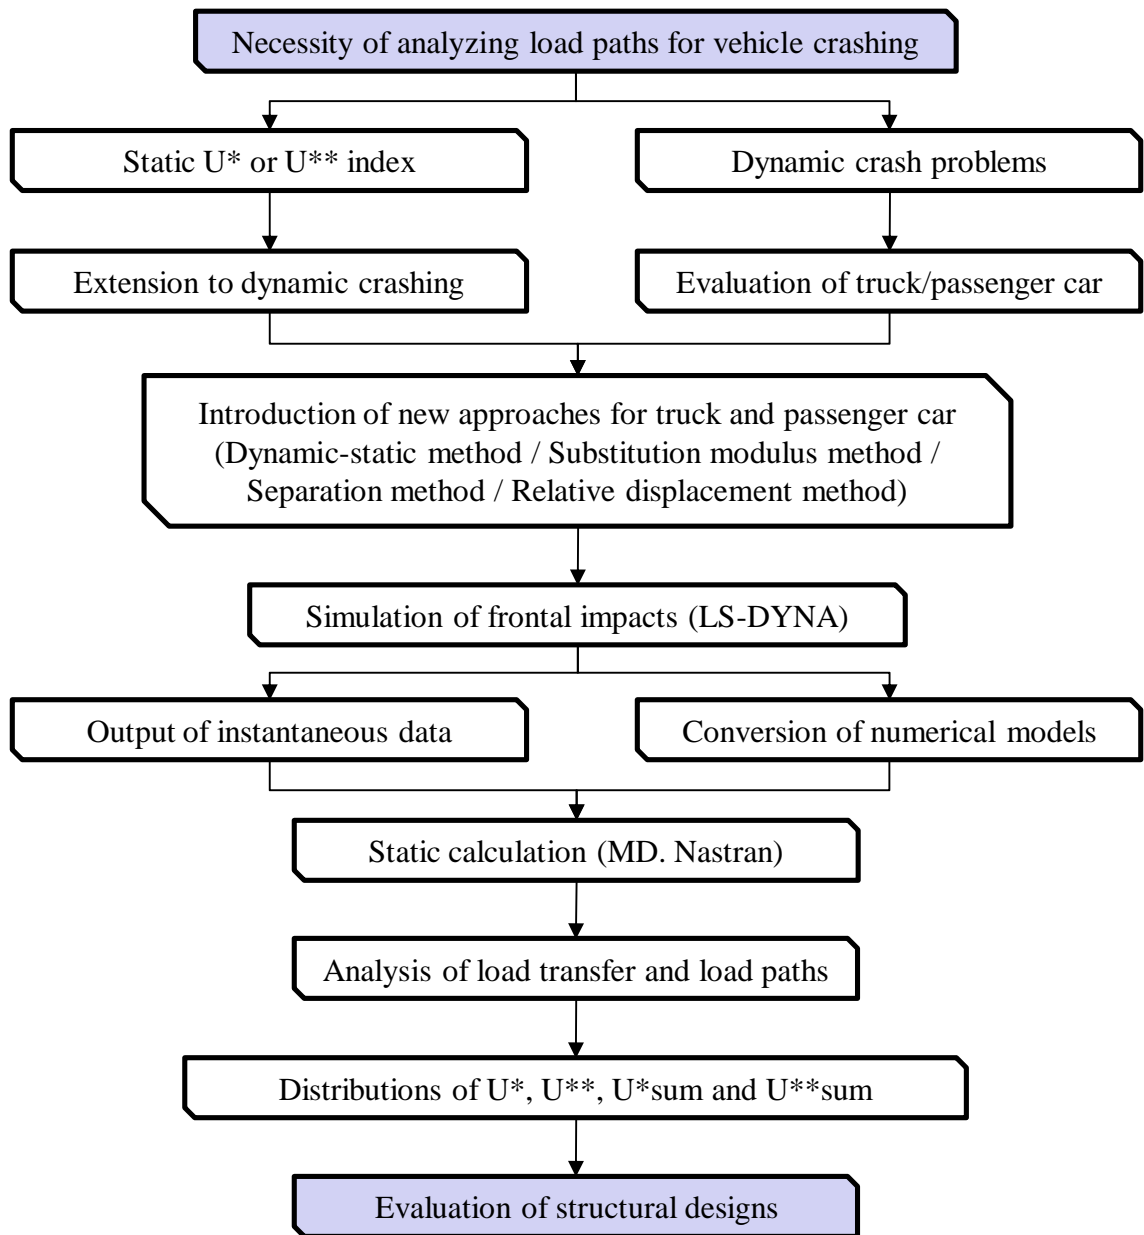 Necessity of analyzing load paths for vehicle crashing
Static U* or U** index
Dynamic crash problems
Extension to dynamic crashing
Evaluation of truck/passenger car
Introduction of new approaches for truck and passenger car
(Dynamic-static method / Substitution modulus method /
Separation method / Relative displacement method)
Simulation of frontal impacts (LS-DYNA)
Output of instantaneous data
Conversion of numerical models
Static calculation (MD. Nastran)
Analysis of load transfer and load paths
Distributions of U*, U**, U*sum and U**sum
Evaluation of structural designs